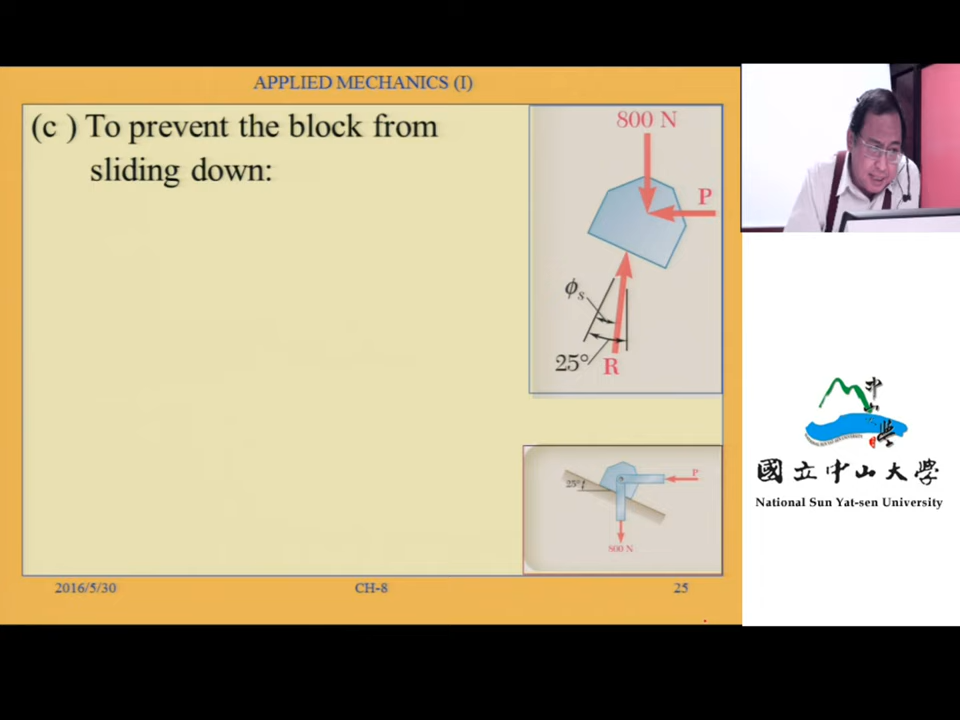 APPLIED MECHANICS (I)
(c ) To prevent the block from
sliding down:
800 N
P
ϕs
25°
R
25°
P
800 N
2016/5/30
CH-8
25
中山大學
國立中山大學
National Sun Yat-sen University